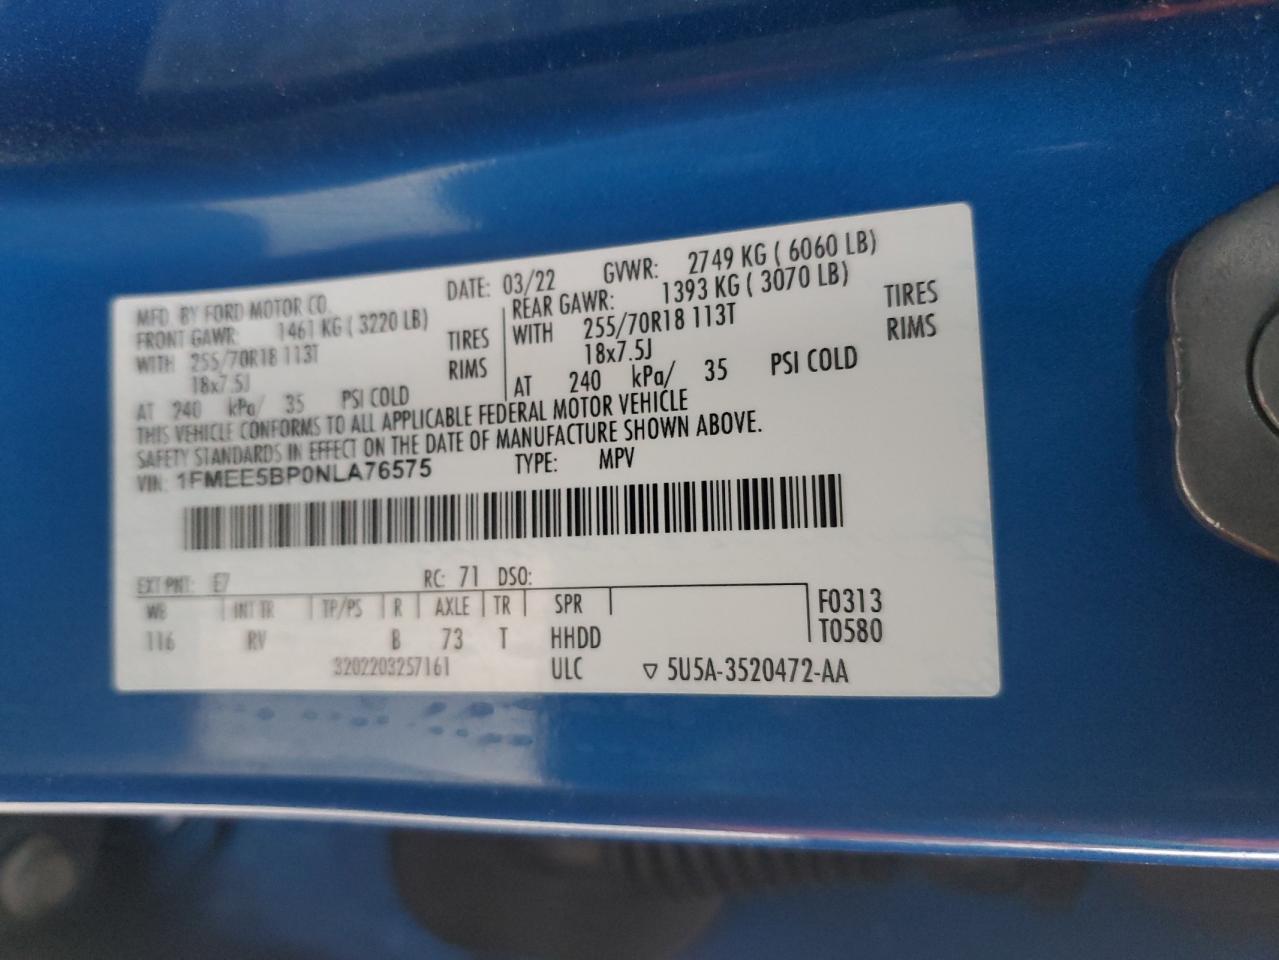 MFD. BY FORD MOTOR CO. DATE: 03/22 GVWR: 2749 KG ( 6060 LB)
FRONT GAWR: 1461 KG ( 3220 LB) REAR GAWR: 1393 KG ( 3070 LB)
WITH 255/70R18 113T TIRES WITH 255/70R18 113T TIRES
18x7.5J RIMS 18x7.5J RIMS
AT 240 kPa/ 35 PSI COLD AT 240 kPa/ 35 PSI COLD
THIS VEHICLE CONFORMS TO ALL APPLICABLE FEDERAL MOTOR VEHICLE
SAFETY STANDARDS IN EFFECT ON THE DATE OF MANUFACTURE SHOWN ABOVE.
VIN: 1FMEE5BP0NLA76575 TYPE: MPV
EXT PNT: E7 RC: 71 DSO:
WB INT TR TP/PS R AXLE TR SPR F0313
116 RV B 73 T HHDD T0580
3202203257161 ULC ▽ 5U5A-3520472-AA